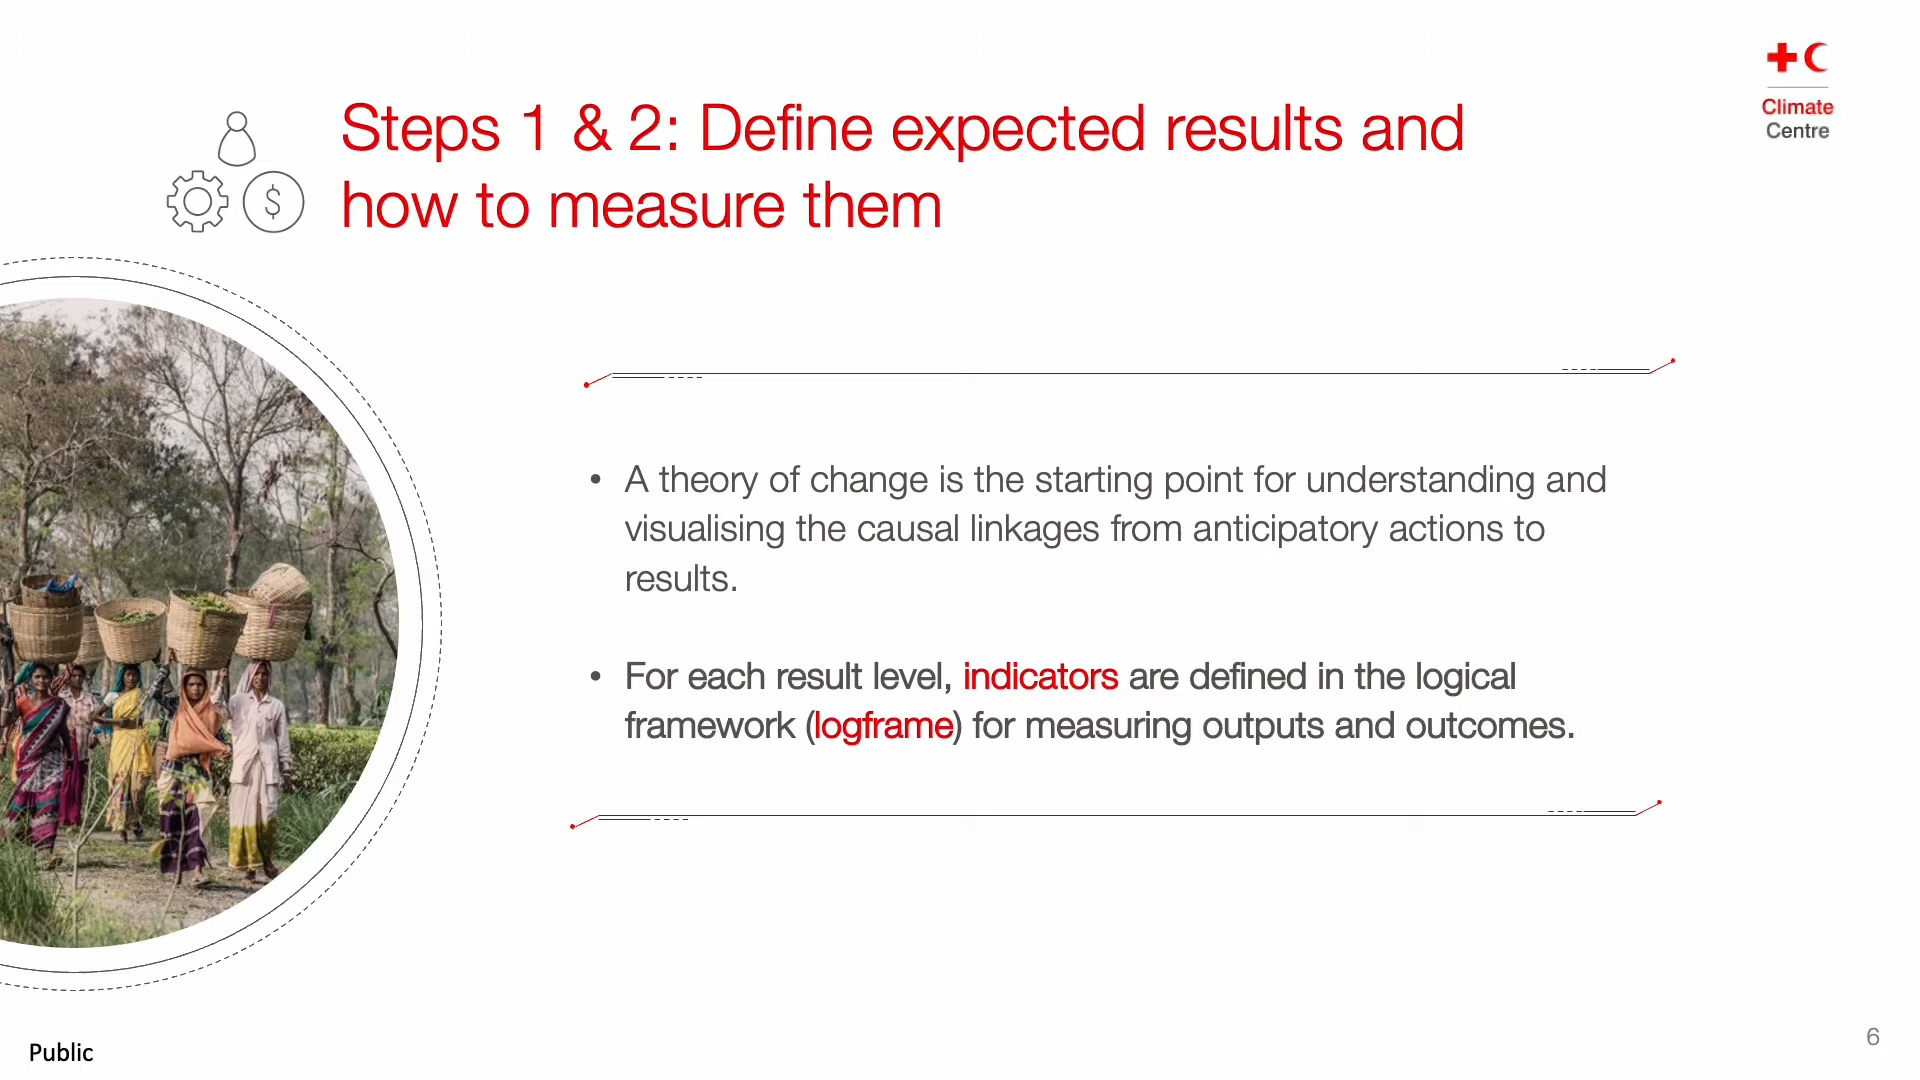 Climate
Centre
Steps 1 & 2: Define expected results and
how to measure them
$
• A theory of change is the starting point for understanding and
visualising the causal linkages from anticipatory actions to
results.
• For each result level, indicators are defined in the logical
framework (logframe) for measuring outputs and outcomes.
Public
6